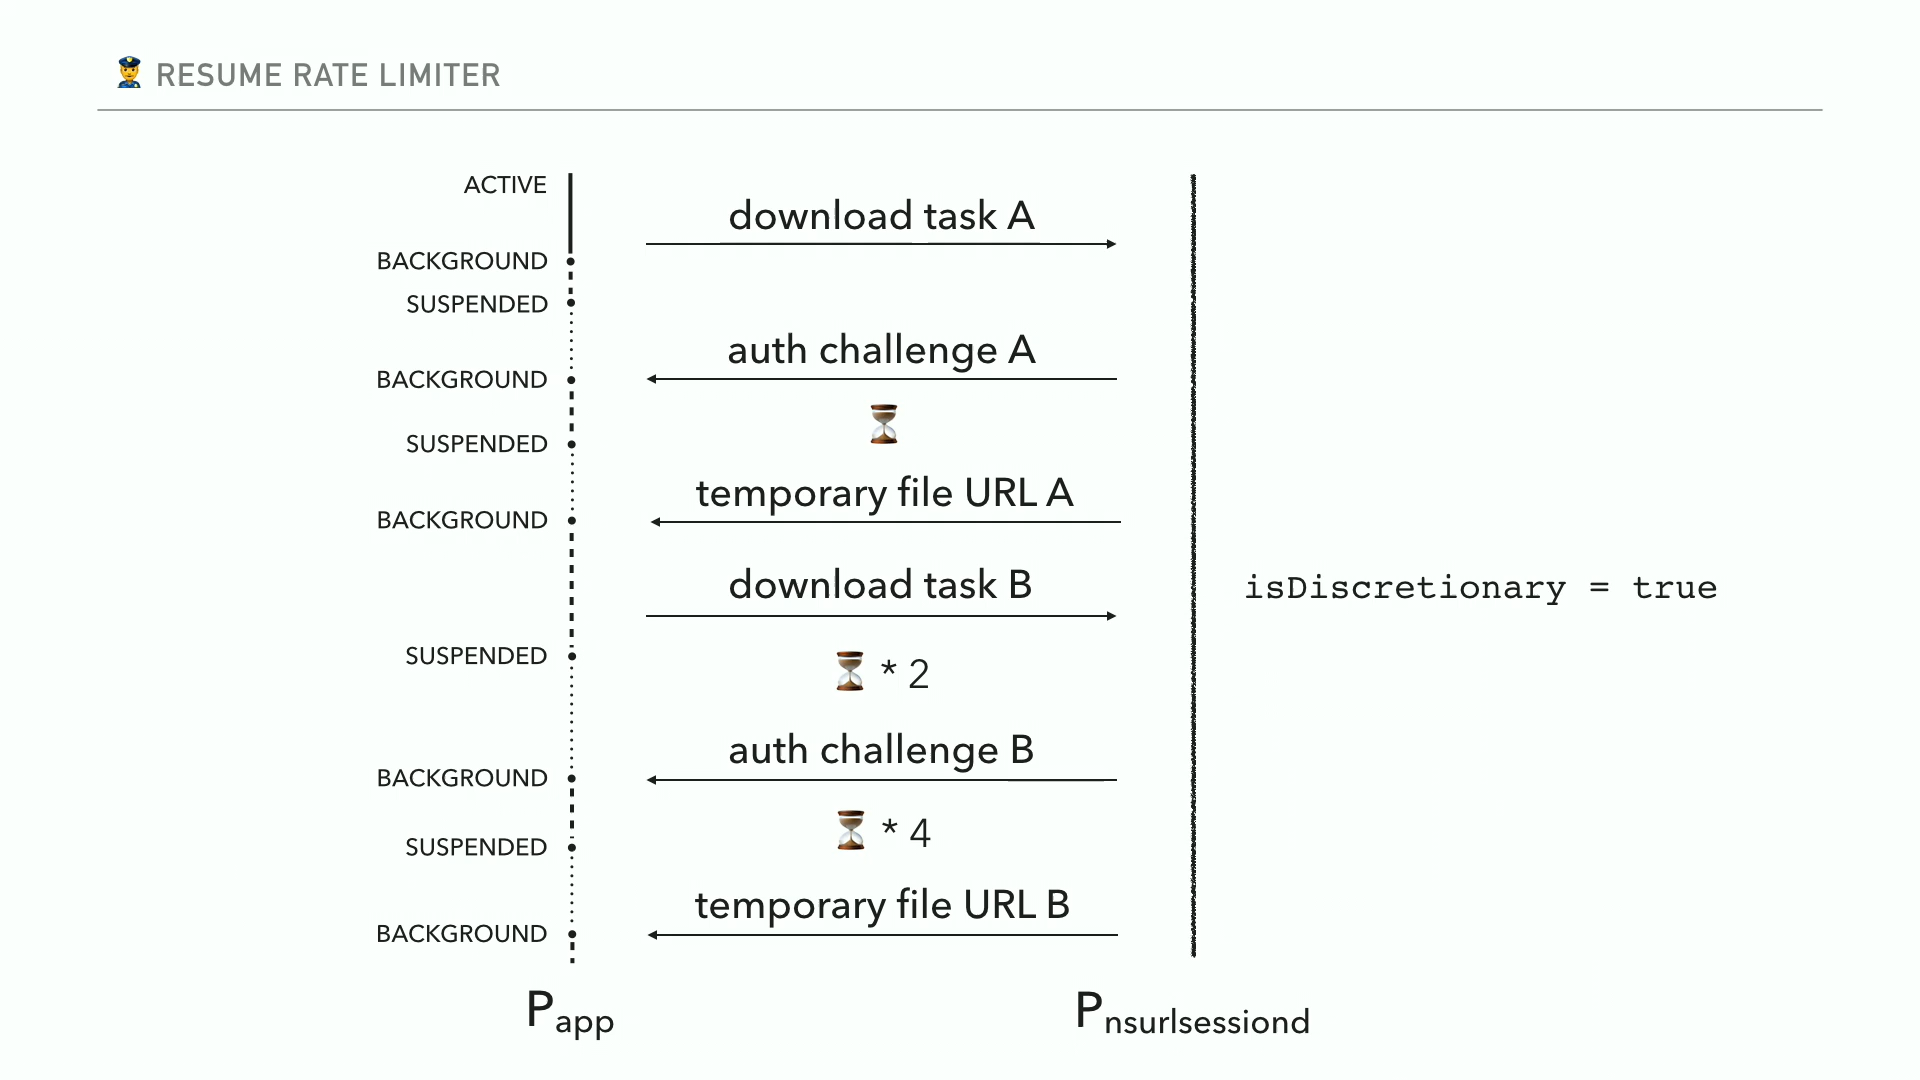 RESUME RATE LIMITER
ACTIVE
download task A
BACKGROUND
SUSPENDED
auth challenge A
BACKGROUND
SUSPENDED
temporary file URL A
BACKGROUND
download task B
isDiscretionary = true
SUSPENDED
* 2
auth challenge B
BACKGROUND
* 4
SUSPENDED
temporary file URL B
BACKGROUND
Papp
Pnsurlsessiond